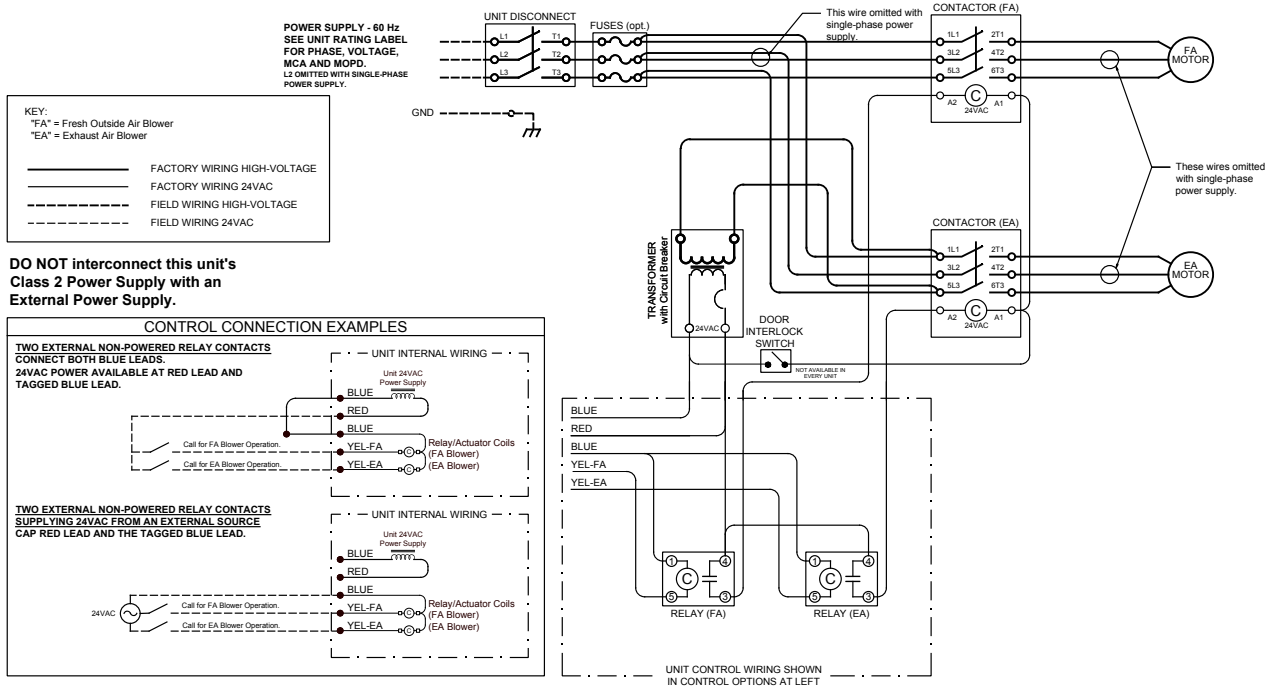 POWER SUPPLY - 60 Hz
SEE UNIT RATING LABEL
FOR PHASE, VOLTAGE,
MCA AND MOPD.
L2 OMITTED WITH SINGLE-PHASE
POWER SUPPLY.
UNIT DISCONNECT
L1 T1
L2 T2
L3 T3
FUSES (opt.)
This wire omitted with
single-phase power
supply.
CONTACTOR (FA)
1L1 2T1
3L2 4T2
5L3 6T3
A2 C A1
24VAC
FA
MOTOR
GND
KEY:
"FA" = Fresh Outside Air Blower
"EA" = Exhaust Air Blower
FACTORY WIRING HIGH-VOLTAGE
FACTORY WIRING 24VAC
FIELD WIRING HIGH-VOLTAGE
FIELD WIRING 24VAC
These wires omitted
with single-phase
power supply.
CONTACTOR (EA)
1L1 2T1
3L2 4T2
5L3 6T3
A2 C A1
24VAC
EA
MOTOR
TRANSFORMER
with Circuit Breaker
24VAC
DOOR
INTERLOCK
SWITCH
NOT AVAILABLE IN
EVERY UNIT
DO NOT interconnect this unit's
Class 2 Power Supply with an
External Power Supply.
CONTROL CONNECTION EXAMPLES
TWO EXTERNAL NON-POWERED RELAY CONTACTS
CONNECT BOTH BLUE LEADS.
24VAC POWER AVAILABLE AT RED LEAD AND
TAGGED BLUE LEAD.
UNIT INTERNAL WIRING
Unit 24VAC
Power Supply
BLUE
RED
BLUE
YEL-FA
YEL-EA
C
C
Relay/Actuator Coils
(FA Blower)
(EA Blower)
Call for FA Blower Operation.
Call for EA Blower Operation.
TWO EXTERNAL NON-POWERED RELAY CONTACTS
SUPPLYING 24VAC FROM AN EXTERNAL SOURCE
CAP RED LEAD AND THE TAGGED BLUE LEAD.
UNIT INTERNAL WIRING
Unit 24VAC
Power Supply
BLUE
RED
BLUE
YEL-FA
YEL-EA
C
C
Relay/Actuator Coils
(FA Blower)
(EA Blower)
24VAC
Call for FA Blower Operation.
Call for EA Blower Operation.
BLUE
RED
BLUE
YEL-FA
YEL-EA
1 4
C
5 3
RELAY (FA)
1 4
C
5 3
RELAY (EA)
UNIT CONTROL WIRING SHOWN
IN CONTROL OPTIONS AT LEFT